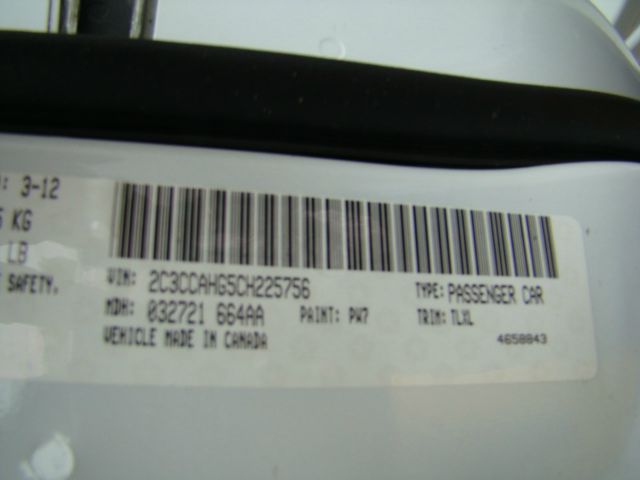 : 3-12
KG
LB
SAFETY.
VIN: 2C3CCAHG5CH225756
TYPE: PASSENGER CAR
MDH: 032721 664AA
PAINT: PW7
TRIM: TLXL
VEHICLE MADE IN CANADA
4658843